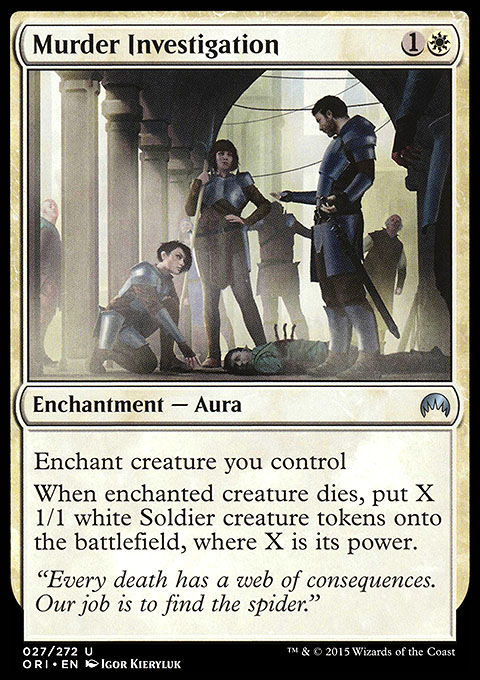 Murder Investigation 1
Enchantment — Aura
Enchant creature you control
When enchanted creature dies, put X
1/1 white Soldier creature tokens onto
the battlefield, where X is its power.
“Every death has a web of consequences.
Our job is to find the spider.”
027/272 U
ORI • EN Igor Kieryluk
™ & © 2015 Wizards of the Coast